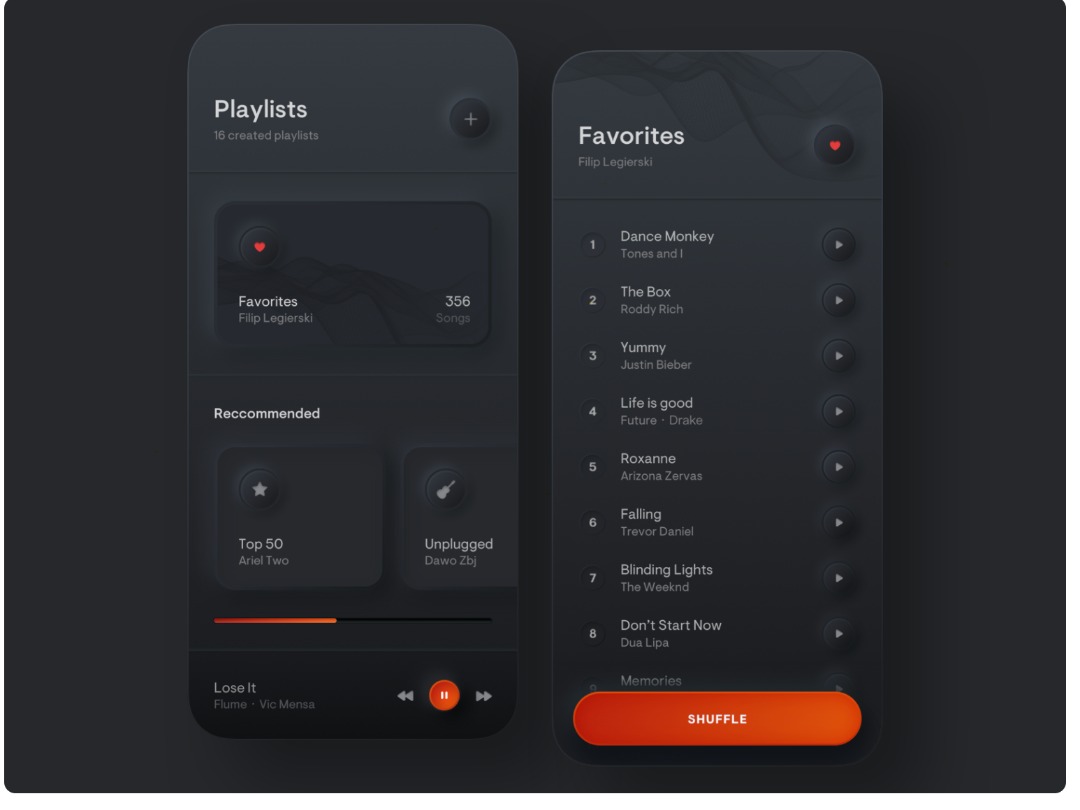 Playlists
16 created playlists
Favorites
Filip Legierski
356
Songs
Reccommended
Top 50
Ariel Two
Unplugged
Dawo Zbj
Lose It
Flume · Vic Mensa
Favorites
Filip Legierski
1
Dance Monkey
Tones and I
2
The Box
Roddy Rich
3
Yummy
Justin Bieber
4
Life is good
Future · Drake
5
Roxanne
Arizona Zervas
6
Falling
Trevor Daniel
7
Blinding Lights
The Weeknd
8
Don't Start Now
Dua Lipa
Memories
SHUFFLE